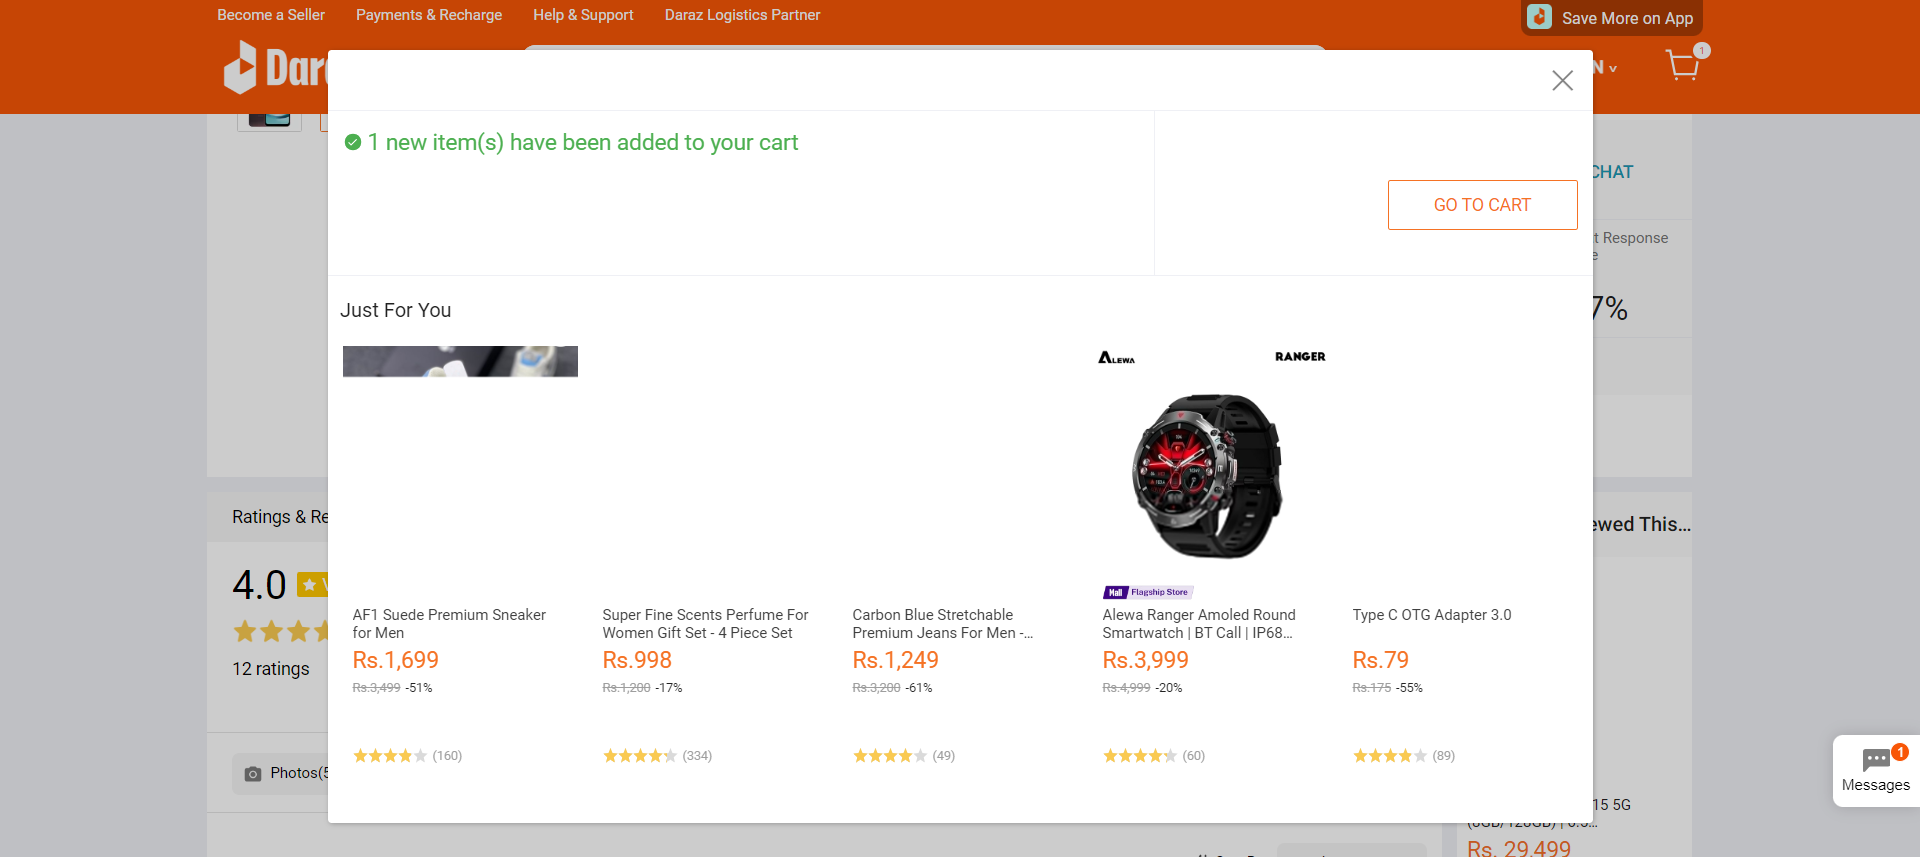 Become a Seller
Payments & Recharge
Help & Support
Daraz Logistics Partner
Save More on App
1
1 new item(s) have been added to your cart
CHAT
GO TO CART
Response
7%
Just For You
ALEWA
RANGER
Ratings &
This...
4.0
12 ratings
Mall Flagship Store
AF1 Suede Premium Sneaker
for Men
Rs.1,699
Rs.3,499 -51%
(160)
Super Fine Scents Perfume For
Women Gift Set - 4 Piece Set
Rs.998
Rs.1,200 -17%
(334)
Carbon Blue Stretchable
Premium Jeans For Men -...
Rs.1,249
Rs.3,200 -61%
(49)
Alewa Ranger Amoled Round
Smartwatch | BT Call | IP68...
Rs.3,999
Rs.4,999 -20%
(60)
Type C OTG Adapter 3.0
Rs.79
Rs.175 -55%
(89)
Photos(
1
Messages
15 5G
Rs. 29,499